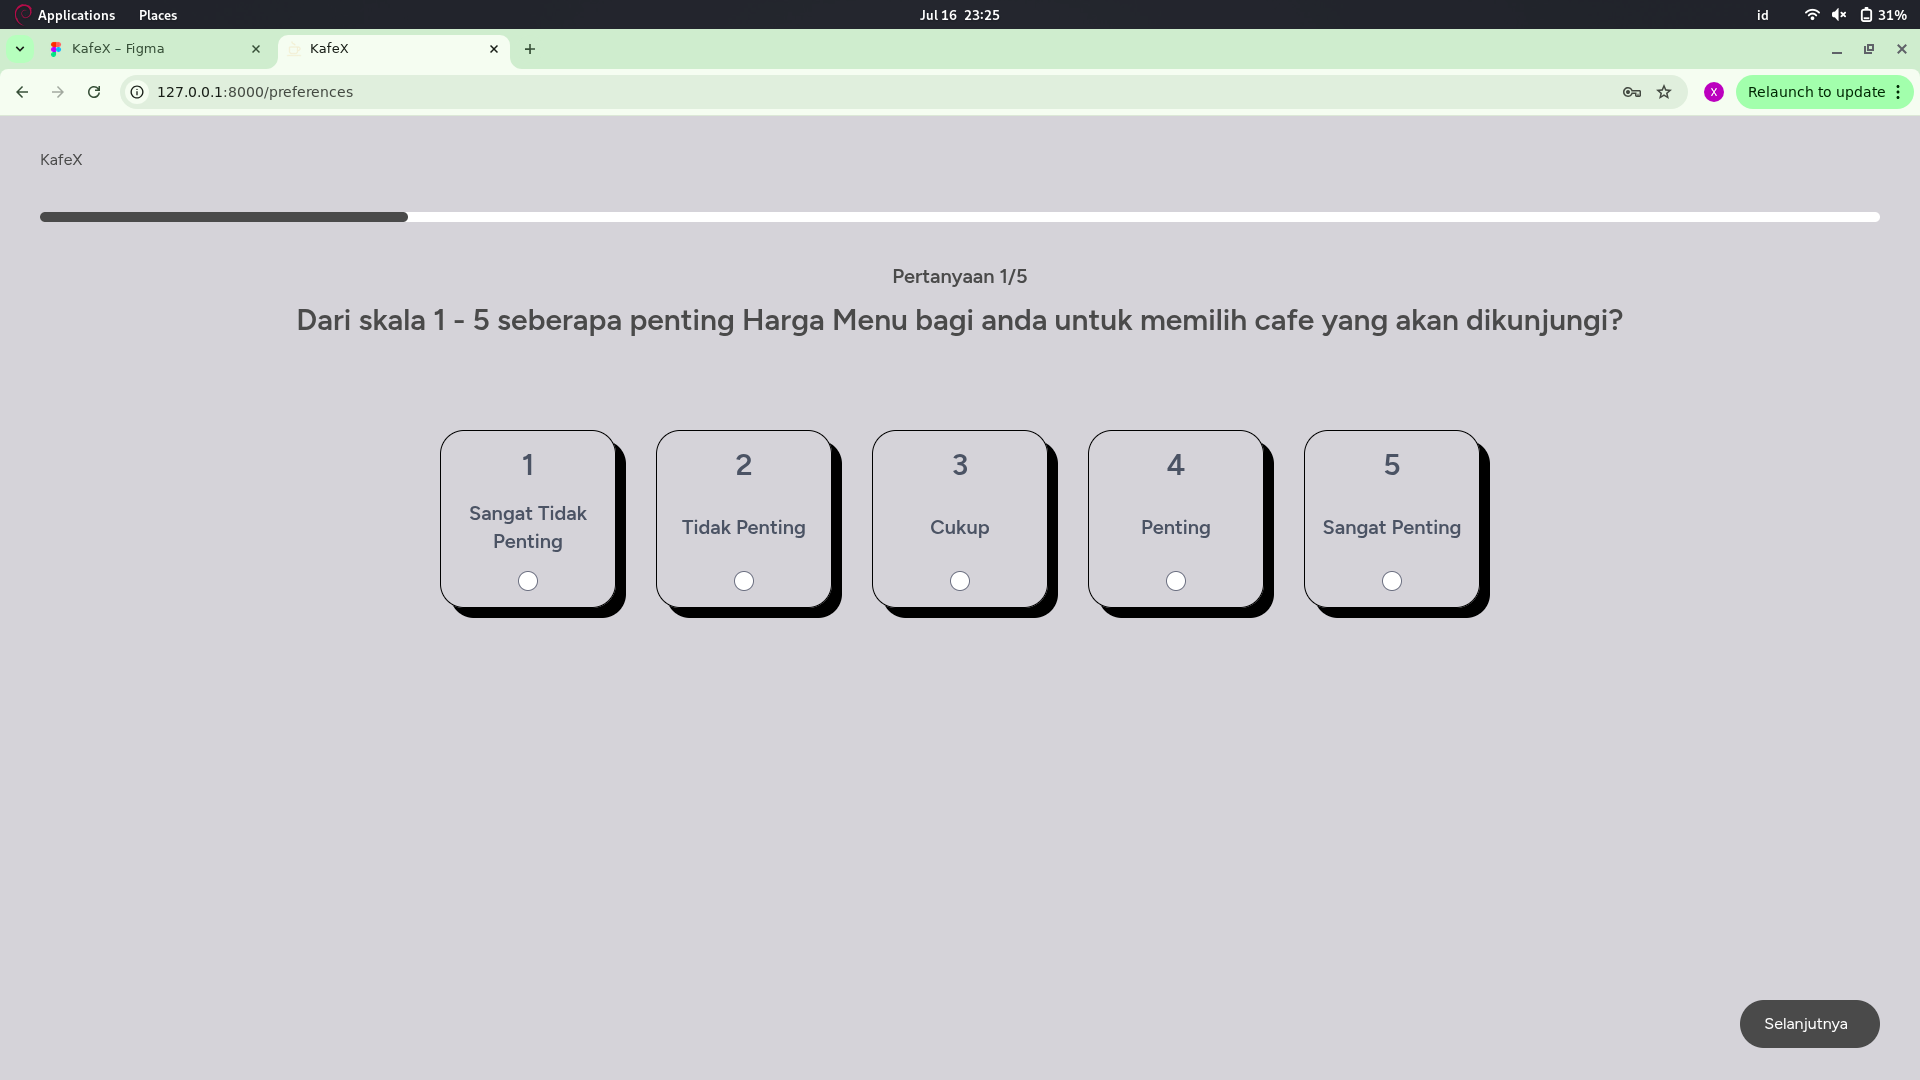 Applications Places Jul 16 23:25 id 31%
KafeX – Figma KafeX
127.0.0.1:8000/preferences X Relaunch to update
KafeX
Pertanyaan 1/5
Dari skala 1 - 5 seberapa penting Harga Menu bagi anda untuk memilih cafe yang akan dikunjungi?
1
Sangat Tidak
Penting
2
Tidak Penting
3
Cukup
4
Penting
5
Sangat Penting
Selanjutnya